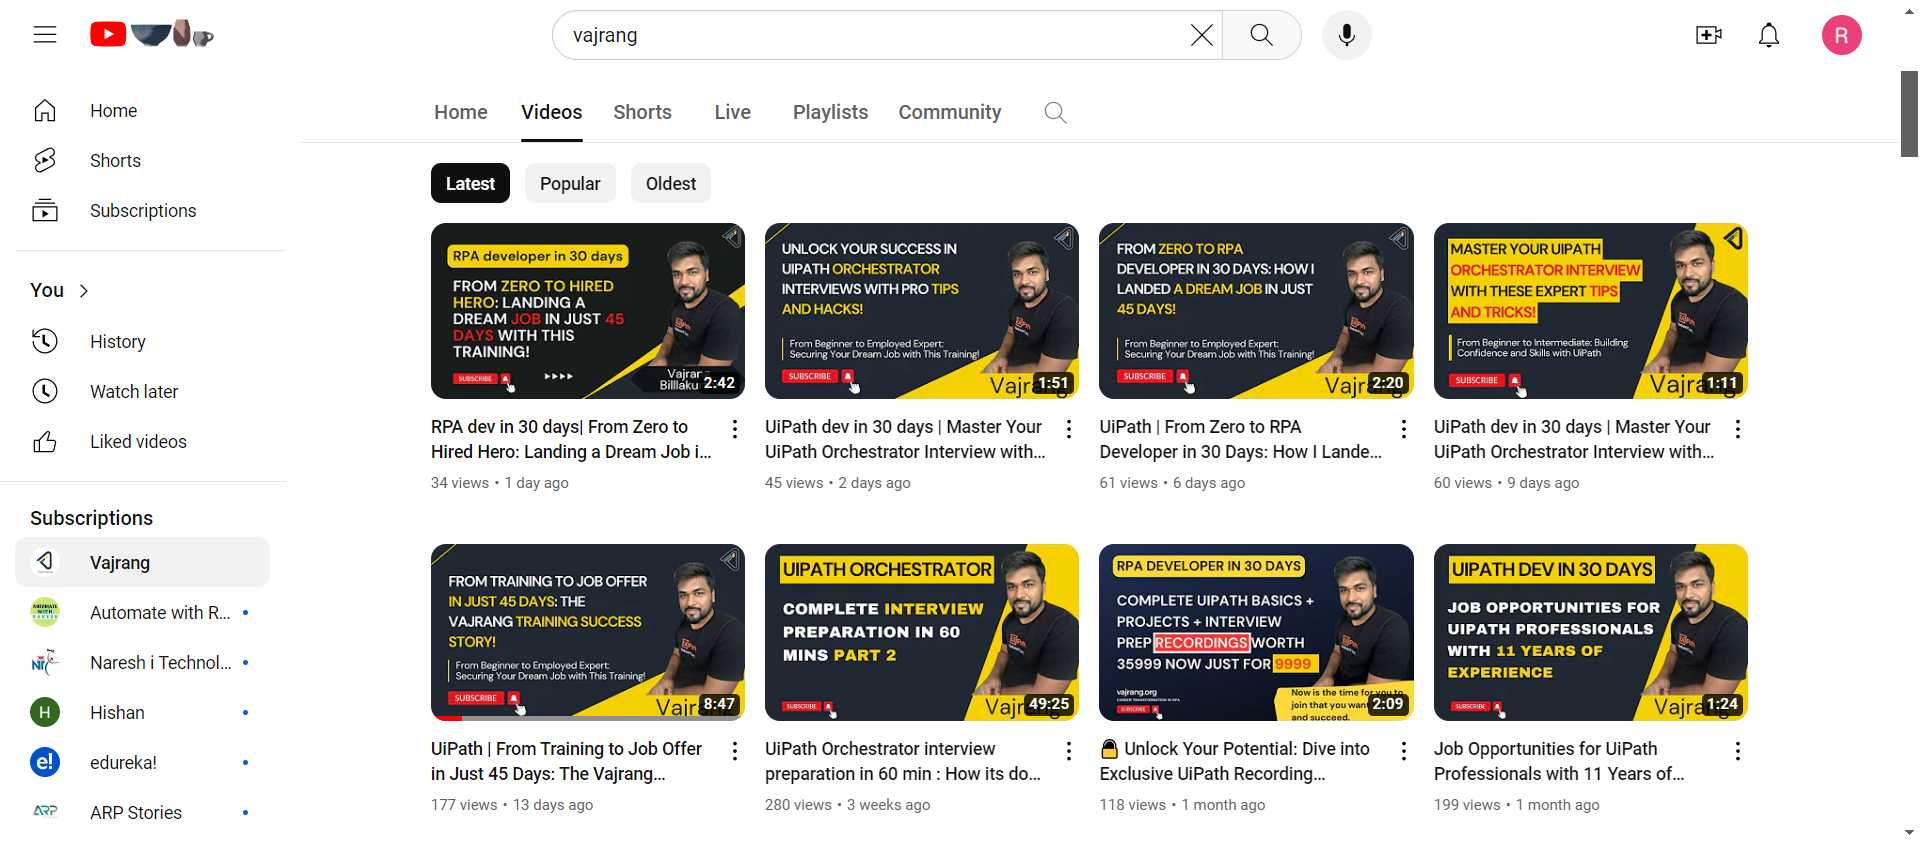 vajrang
R
Home
Shorts
Subscriptions
You
History
Watch later
Liked videos
Subscriptions
Vajrang
Automate with R...
Naresh i Technol...
H
Hishan
e!
edureka!
ARP
ARP Stories
Home
Videos
Shorts
Live
Playlists
Community
Latest
Popular
Oldest
RPA developer in 30 days
FROM ZERO TO HIRED
HERO: LANDING A
DREAM JOB IN JUST 45
DAYS WITH THIS
TRAINING!
SUBSCRIBE
Vajrang
2:42
RPA dev in 30 days| From Zero to
Hired Hero: Landing a Dream Job i...
34 views • 1 day ago
UNLOCK YOUR SUCCESS IN
UIPATH ORCHESTRATOR
INTERVIEWS WITH PRO TIPS
AND HACKS!
From Beginner to Employed Expert:
Securing Your Dream Job with This Training!
SUBSCRIBE
1:51
UiPath dev in 30 days | Master Your
UiPath Orchestrator Interview with...
45 views • 2 days ago
FROM ZERO TO RPA
DEVELOPER IN 30 DAYS: HOW I
LANDED A DREAM JOB IN JUST
45 DAYS!
From Beginner to Employed Expert:
Securing Your Dream Job with This Training!
SUBSCRIBE
2:20
UiPath | From Zero to RPA
Developer in 30 Days: How I Lande...
61 views • 6 days ago
MASTER YOUR UIPATH
ORCHESTRATOR INTERVIEW
WITH THESE EXPERT TIPS
AND TRICKS!
From Beginner to Intermediate: Building
Confidence and Skills with UiPath
SUBSCRIBE
1:11
UiPath dev in 30 days | Master Your
UiPath Orchestrator Interview with...
60 views • 9 days ago
FROM TRAINING TO JOB OFFER
IN JUST 45 DAYS: THE
VAJRANG TRAINING SUCCESS
STORY!
From Beginner to Employed Expert:
Securing Your Dream Job with This Training!
SUBSCRIBE
8:47
UiPath | From Training to Job Offer
in Just 45 Days: The Vajrang...
177 views • 13 days ago
UIPATH ORCHESTRATOR
COMPLETE INTERVIEW
PREPARATION IN 60
MINS PART 2
SUBSCRIBE
49:25
UiPath Orchestrator interview
preparation in 60 min : How its do...
280 views • 3 weeks ago
RPA DEVELOPER IN 30 DAYS
COMPLETE UIPATH BASICS +
PROJECTS + INTERVIEW
PREP RECORDINGS WORTH
35999 NOW JUST FOR 9999
vajrang.org
SUBSCRIBE
Now is the time for you to
join that you want
and succeed.
2:09
🔒 Unlock Your Potential: Dive into
Exclusive UiPath Recording...
118 views • 1 month ago
UIPATH DEV IN 30 DAYS
JOB OPPORTUNITIES FOR
UIPATH PROFESSIONALS
WITH 11 YEARS OF
EXPERIENCE
SUBSCRIBE
1:24
Job Opportunities for UiPath
Professionals with 11 Years of...
199 views • 1 month ago